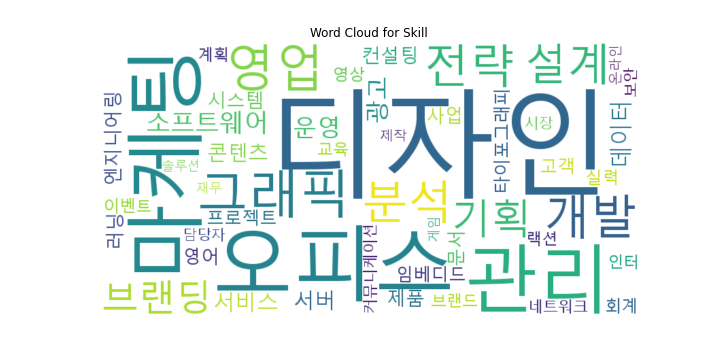 Word Cloud for Skill
계획
영업
영상
컨설팅
전략
설계
온라인
보안
마케팅
시스템
광고
디자인
엔지니어링
소프트웨어
운영
사업
시장
타이포그래피
데이터
제작
콘텐츠
교육
솔루션
고객
실력
재무
그래픽
분석
기획
개발
이벤트
프로젝트
러닝
담당자
영어
오피스
커뮤니케이션
게임
문서
랙션
관리
인터
임베디드
브랜딩
서비스
서버
제품
브랜드
네트워크
회계